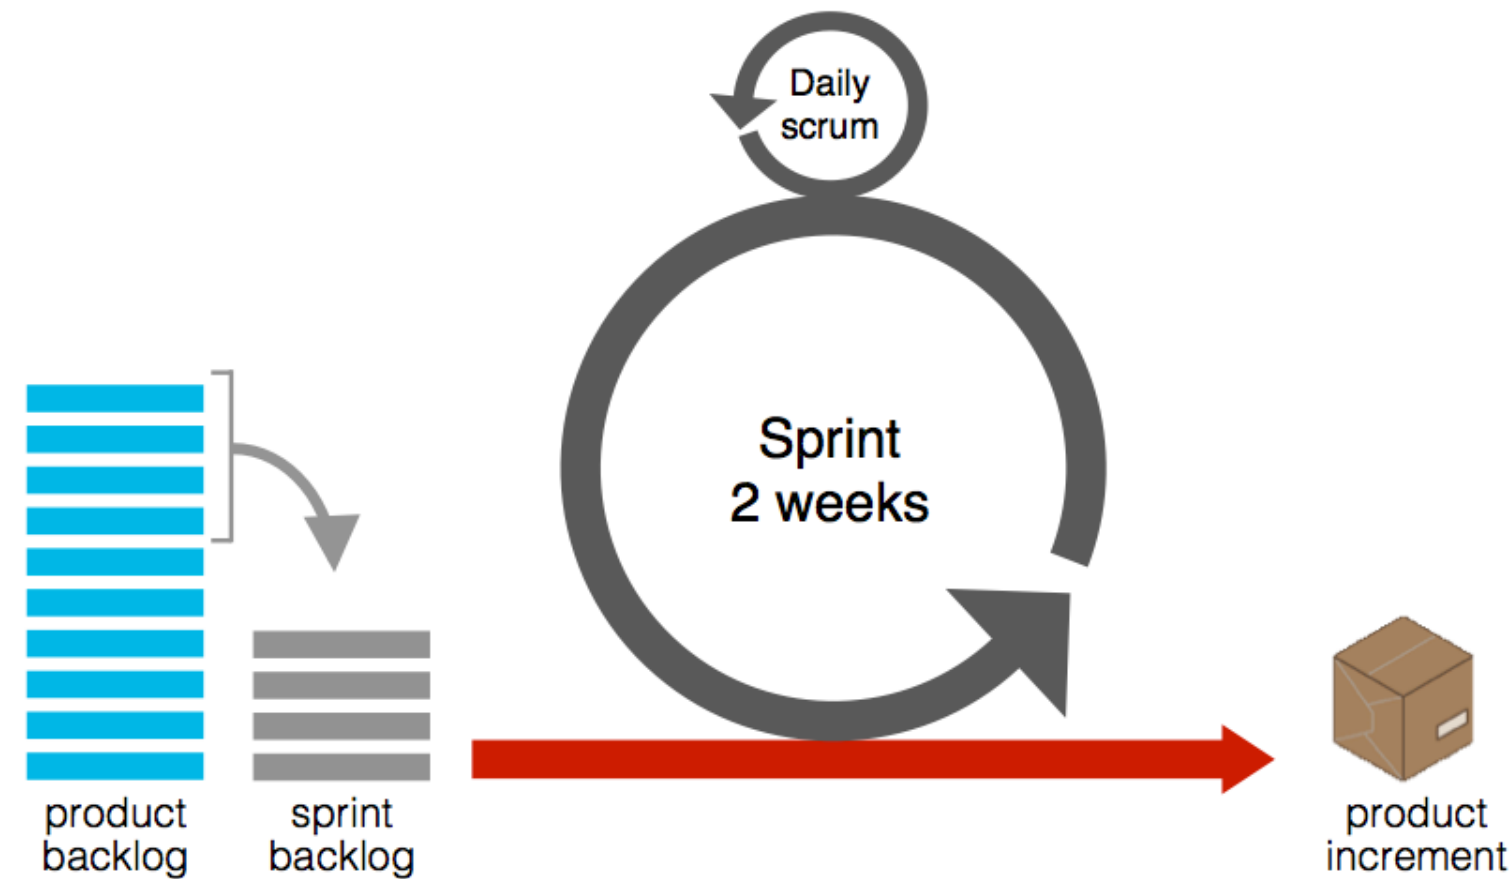 Daily
scrum
Sprint
2 weeks
product
backlog
sprint
backlog
product
increment